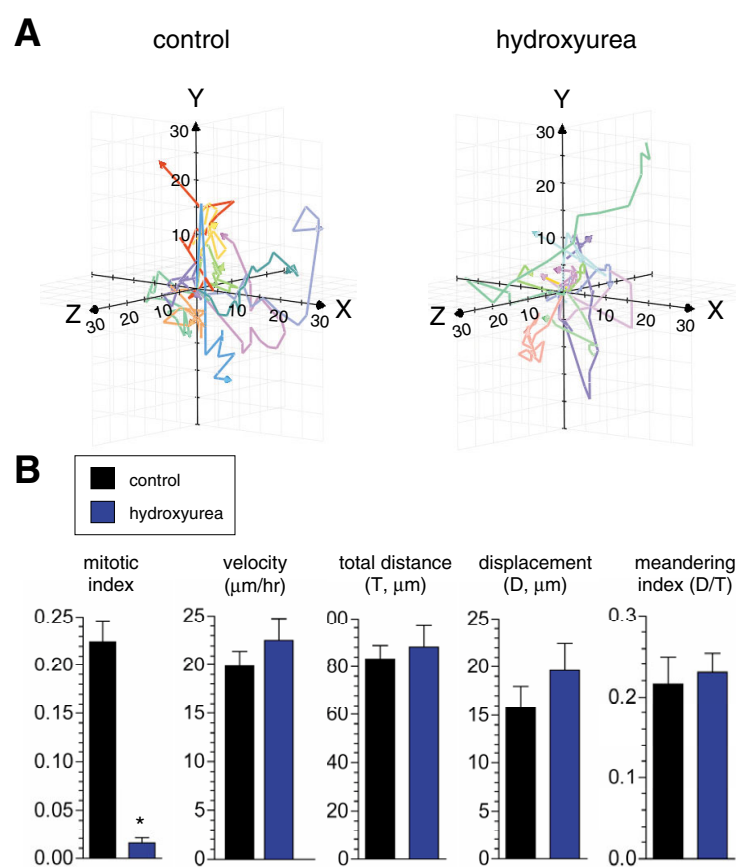 A
control
hydroxyurea
Y
Y
30
20
10
Z
30
20
10
10
20
30
X
30
20
10
Z
30
20
10
10
20
30
X
B
control
hydroxyurea
mitotic
index
velocity
(μm/hr)
total distance
(T, μm)
displacement
(D, μm)
meandering
index (D/T)
0.25
0.20
0.15
0.10
0.05
0.00
*
25
20
15
10
5
0
00
80
60
40
20
0
25
20
15
10
5
0
0.3
0.2
0.1
0.0